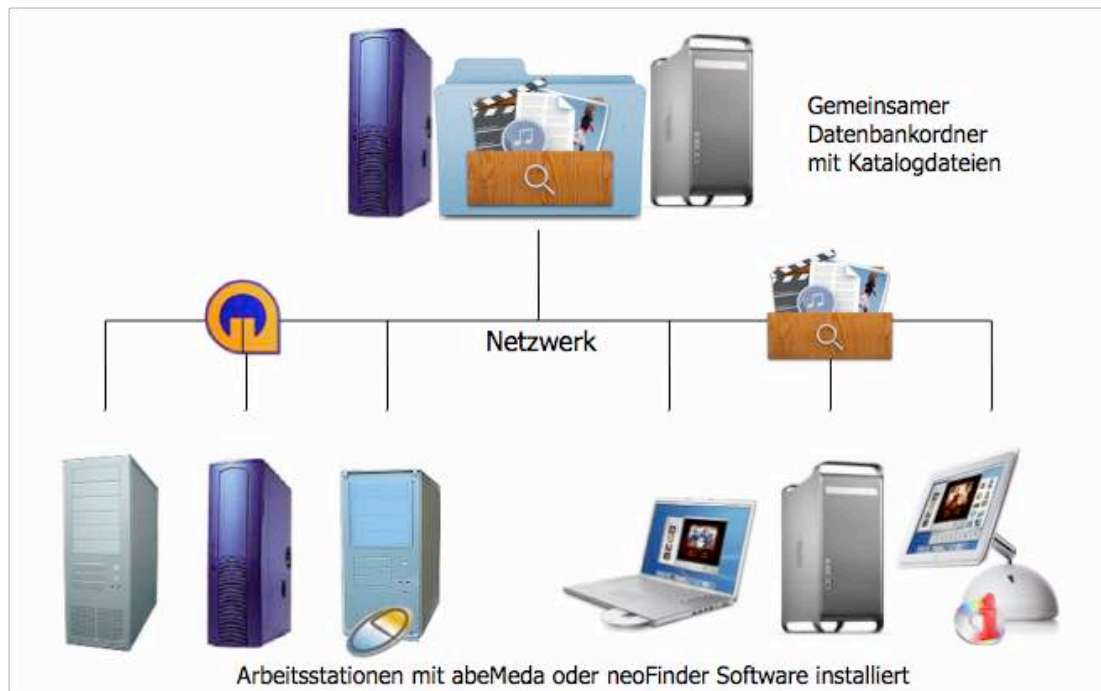 Gemeinsamer
Datenbankordner
mit Katalogdateien
Netzwerk
Arbeitsstationen mit abeMeda oder neoFinder Software installiert